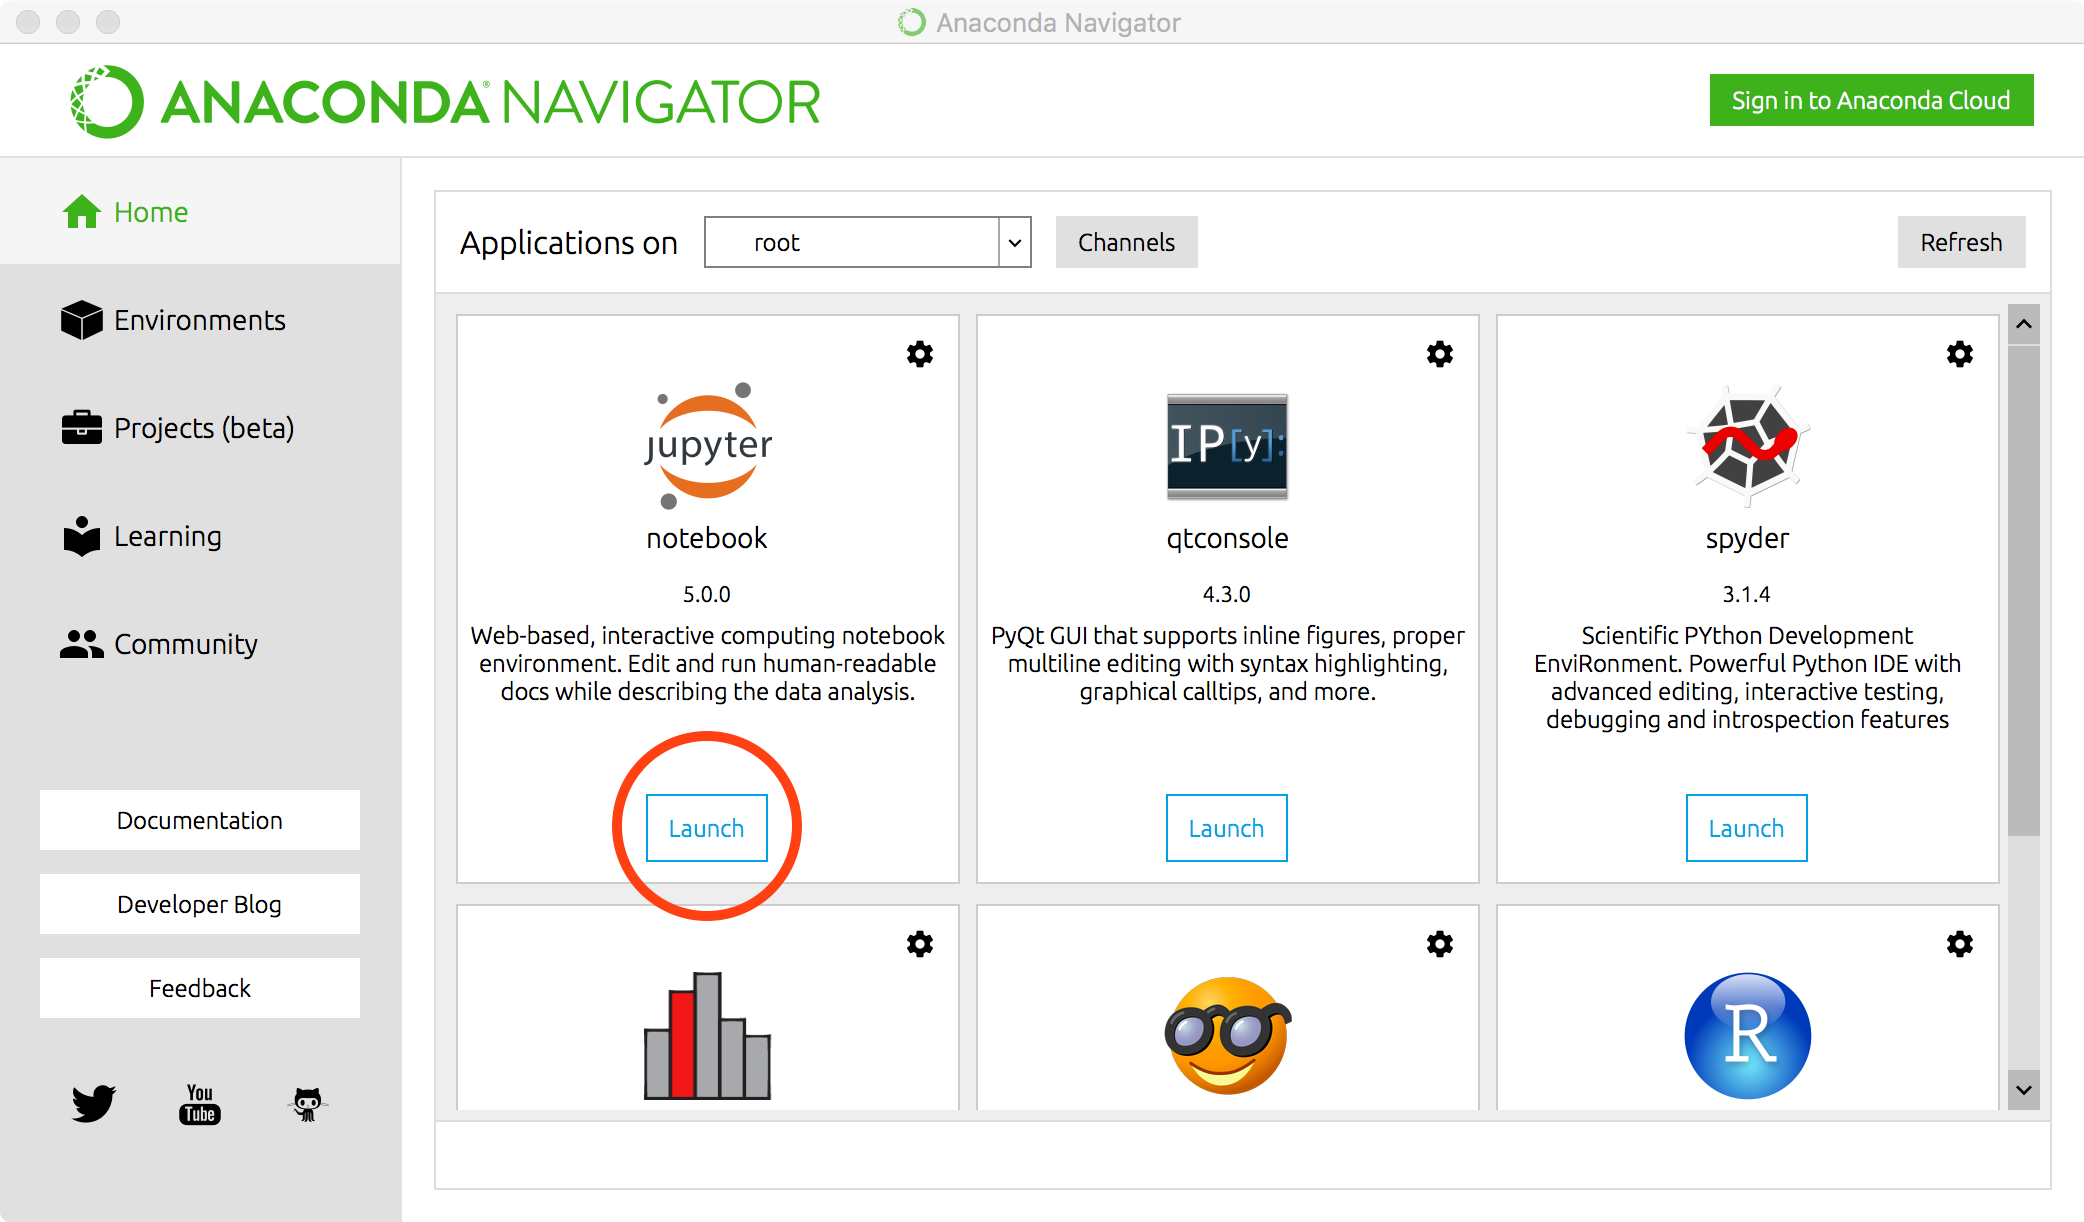 Anaconda Navigator
ANACONDA® NAVIGATOR
Sign in to Anaconda Cloud
Home
Environments
Projects (beta)
Learning
Community
Documentation
Developer Blog
Feedback
You
Tube
Applications on
root
Channels
Refresh
jupyter
notebook
5.0.0
Web-based, interactive computing notebook
environment. Edit and run human-readable
docs while describing the data analysis.
Launch
IP[y]:
qtconsole
4.3.0
PyQt GUI that supports inline figures, proper
multiline editing with syntax highlighting,
graphical calltips, and more.
Launch
spyder
3.1.4
Scientific PYthon Development
EnviRonment. Powerful Python IDE with
advanced editing, interactive testing,
debugging and introspection features
Launch
R